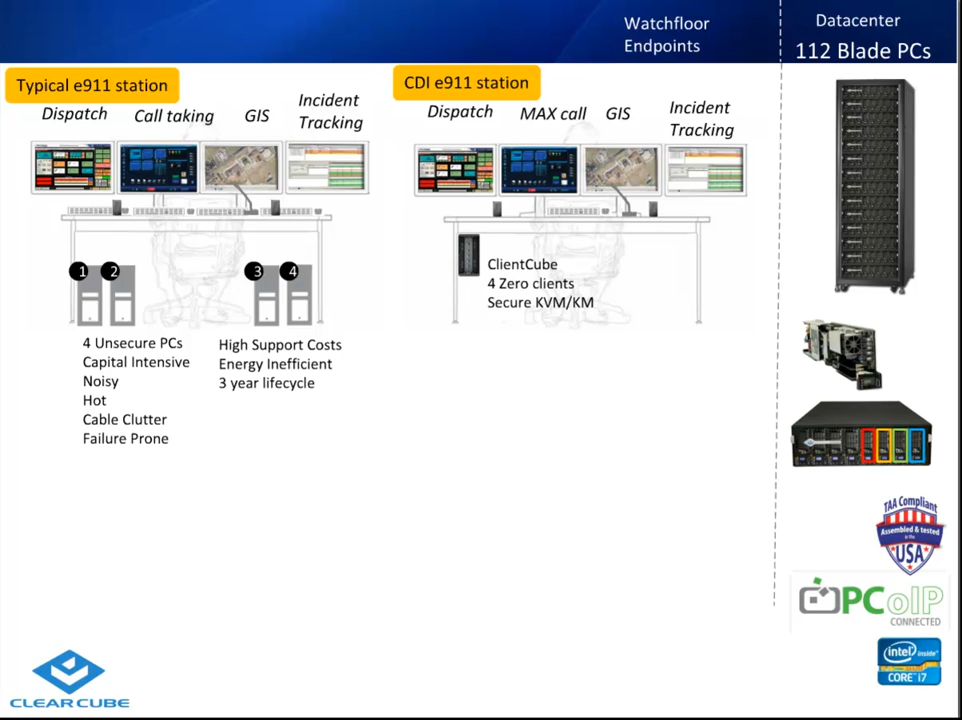 Watchfloor
Endpoints
Datacenter
112 Blade PCs
Typical e911 station
Dispatch
Call taking
GIS
Incident
Tracking
1
2
3
4
4 Unsecure PCs
Capital Intensive
Noisy
Hot
Cable Clutter
Failure Prone
High Support Costs
Energy Inefficient
3 year lifecycle
CDI e911 station
Dispatch
MAX call
GIS
Incident
Tracking
ClientCube
4 Zero clients
Secure KVM/KM
TAA Compliant
Assembled & tested
in the
USA
PCoIP
CONNECTED
intel inside
CORE i7
CLEARCUBE